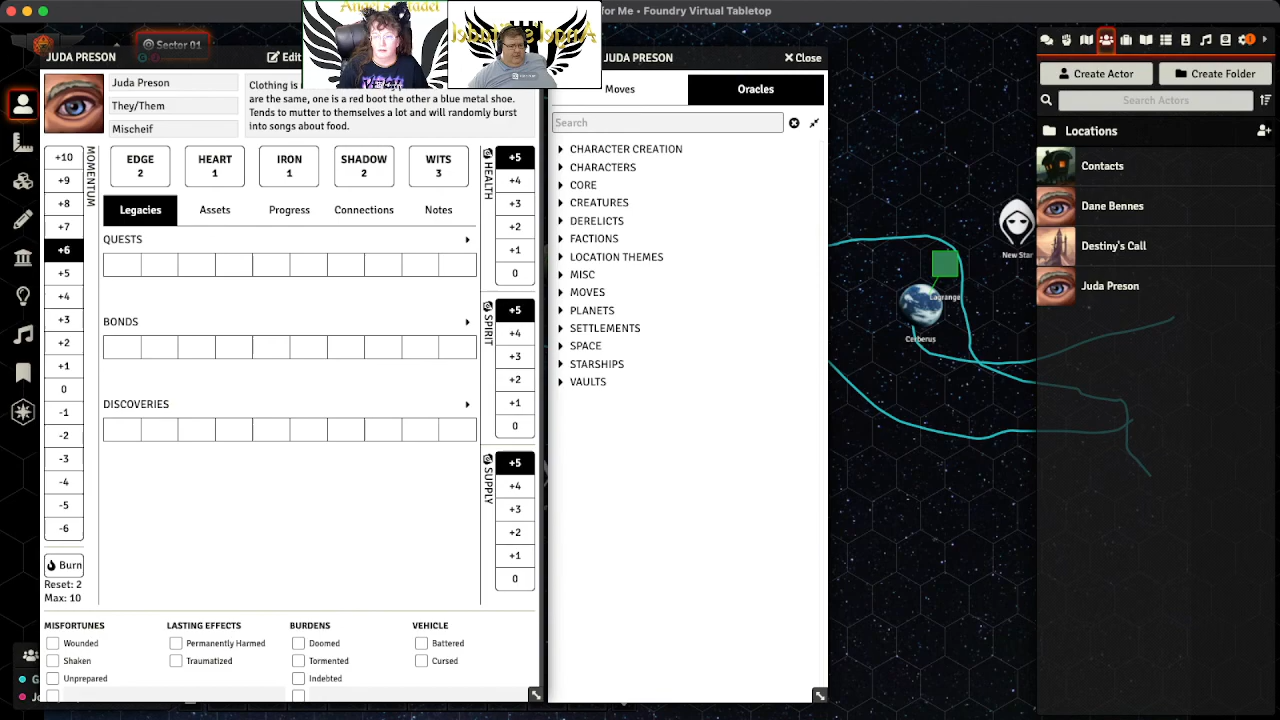 for Me • Foundry Virtual Tabletop
Sector 01
JUDA PRESON
Edit
Juda Preson
They/Them
Mischeif
Clothing is
are the same, one is a red boot the other a blue metal shoe.
Tends to mutter to themselves a lot and will randomly burst
into songs about food.
MOMENTUM
+10
+9
+8
+7
+6
+5
+4
+3
+2
+1
0
-1
-2
-3
-4
-5
-6
Burn
Reset: 2
Max: 10
EDGE
2
HEART
1
IRON
1
SHADOW
2
WITS
3
Legacies
Assets
Progress
Connections
Notes
QUESTS
BONDS
DISCOVERIES
HEALTH
+5
+4
+3
+2
+1
0
SPIRIT
+5
+4
+3
+2
+1
0
SUPPLY
+5
+4
+3
+2
+1
0
MISFORTUNES
Wounded
Shaken
Unprepared
LASTING EFFECTS
Permanently Harmed
Traumatized
BURDENS
Doomed
Tormented
Indebted
VEHICLE
Battered
Cursed
JUDA PRESON
Close
Moves
Oracles
Search
CHARACTER CREATION
CHARACTERS
CORE
CREATURES
DERELICTS
FACTIONS
LOCATION THEMES
MISC
MOVES
PLANETS
SETTLEMENTS
SPACE
STARSHIPS
VAULTS
Lagrange
Cerberus
New Star
Create Actor
Create Folder
Search Actors
Locations
Contacts
Dane Bennes
Destiny's Call
Juda Preson